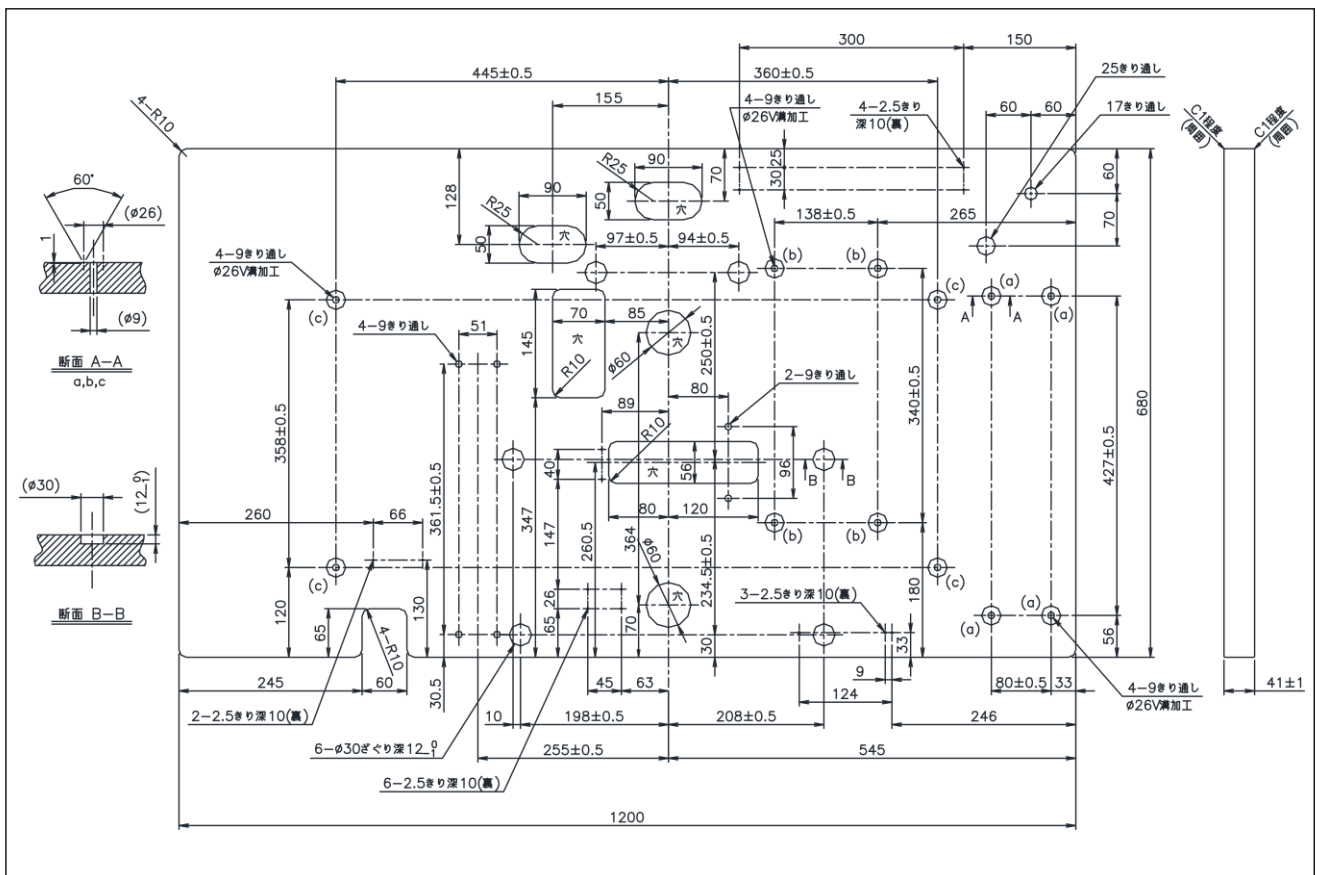 300
150
445±0.5
360±0.5
25きり通し
155
4-9きり通し
ø26V溝加工
4-2.5きり
深10(裏)
60
60
17きり通し
4-R10
C1程度
(周囲)
C1程度
(周囲)
60°
(ø26)
1
(ø9)
断面 A-A
a,b,c
128
R25
90
50
穴
R25
90
50
穴
70
25
30
60
70
138±0.5
265
97±0.5
94±0.5
(b)
(b)
4-9きり通し
ø26V溝加工
(c)
(c)
(a)
A
A
(a)
70
85
145
穴
R10
穴
ø60
250±0.5
4-9きり通し
51
80
2-9きり通し
340±0.5
680
358±0.5
89
R10
40
穴
56
96
B
B
427±0.5
(ø30)
(12-⁰₁)
断面 B-B
260
66
361.5±0.5
347
147
260.5
80
120
364
234.5±0.5
(b)
(b)
(c)
(c)
120
130
26
65
ø60
穴
70
30
3-2.5きり深10(裏)
180
33
(a)
(a)
56
65
4-R10
245
60
30.5
45
63
9
124
80±0.5
33
41±1
4-9きり通し
ø26V溝加工
2-2.5きり深10(裏)
10
198±0.5
208±0.5
246
6-ø30ざぐり深12-⁰₁
255±0.5
545
6-2.5きり深10(裏)
1200